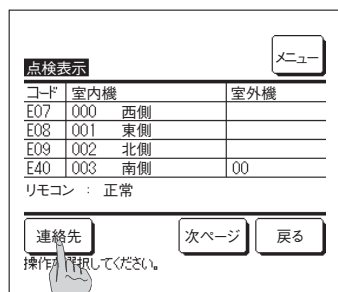 メニュー
点検表示
コード 室内機 室外機
E07 000 西側
E08 001 東側
E09 002 北側
E40 003 南側 00
リモコン : 正常
連絡先 次ページ 戻る
操作を選択してください。